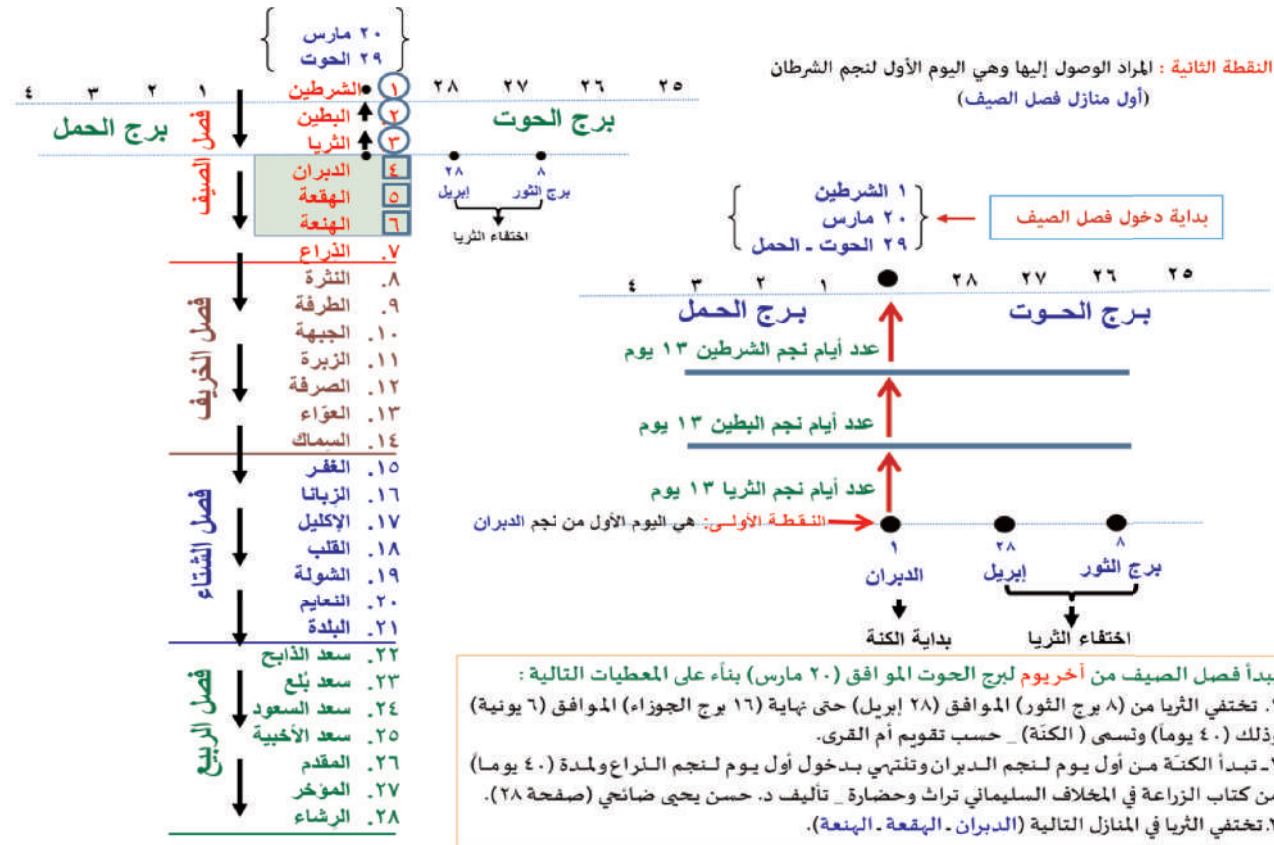 النقطة الثانية : المراد الوصول إليها وهي اليوم الأول لنجم الشرطان
(أول منازل فصل الصيف)
بداية دخول فصل الصيف
١ الشرطين
٢٠ مارس
٢٩ الحوت ـ الحمل
٢٥ ٢٦ ٢٧ ٢٨ ١ ٢ ٣ ٤
بـرج الحـوت
بـرج الحـمل
عدد أيام نجم الشرطين ١٣ يوم
عدد أيام نجم البطين ١٣ يوم
عدد أيام نجم الثريا ١٣ يوم
النـقطـة الأولـى: هي اليوم الأول من نجم الدبران
٨ برج الثور
٢٨ إبريل
١ الدبران
اختفاء الثريا
بداية الكنة
٢٠ مارس
٢٩ الحوت
٢٥ ٢٦ ٢٧ ٢٨ ١ ٢ ٣ ٤
برج الحوت
برج الحمل
٨ برج الثور
٢٨ إبريل
اختفاء الثريا
فصل الصيف
١ الشرطين
٢. البطين
٣ الثريا
٤ الدبران
٥ الهقعة
٦ الهنعة
٧. الذراع
فصل الخريف
٨. النثرة
٩. الطرفة
١٠. الجبهة
١١. الزبرة
١٢. الصرفة
١٣. العوّاء
١٤. السماك
فصل الشتاء
١٥. الغفر
١٦. الزبانا
١٧. الإكليل
١٨. القلب
١٩. الشولة
٢٠. النعايم
٢١. البلدة
فصل الربيع
٢٢. سعد الذابح
٢٣. سعد بُلع
٢٤. سعد السعود
٢٥. سعد الأخبية
٢٦. المقدم
٢٧. المؤخر
٢٨. الرشاء
بدأ فصل الصيف من آخر يوم لبرج الحوت الموافق (٢٠ مارس) بناء على المعطيات التالية :
. تختفي الثريا من (٨ برج الثور) الموافق (٢٨ إبريل) حتى نهاية (١٦ برج الجوزاء) الموافق (٦ يونية)
وذلك (٤٠ يوماً) وتسمى ( الكنّة) _ حسب تقويم أم القرى.
ـ تبدأ الكنّة من أول يوم لنجم الدبران وتنتهي بدخول أول يوم لنجم الذراع ولمدة (٤٠ يوما)
من كتاب الزراعة في المخلاف السليماني تراث وحضارة _ تأليف د. حسن يحيى ضائحي (صفحة ٢٨).
.تختفي الثريا في المنازل التالية (الدبران ـ الهقعة ـ الهنعة).